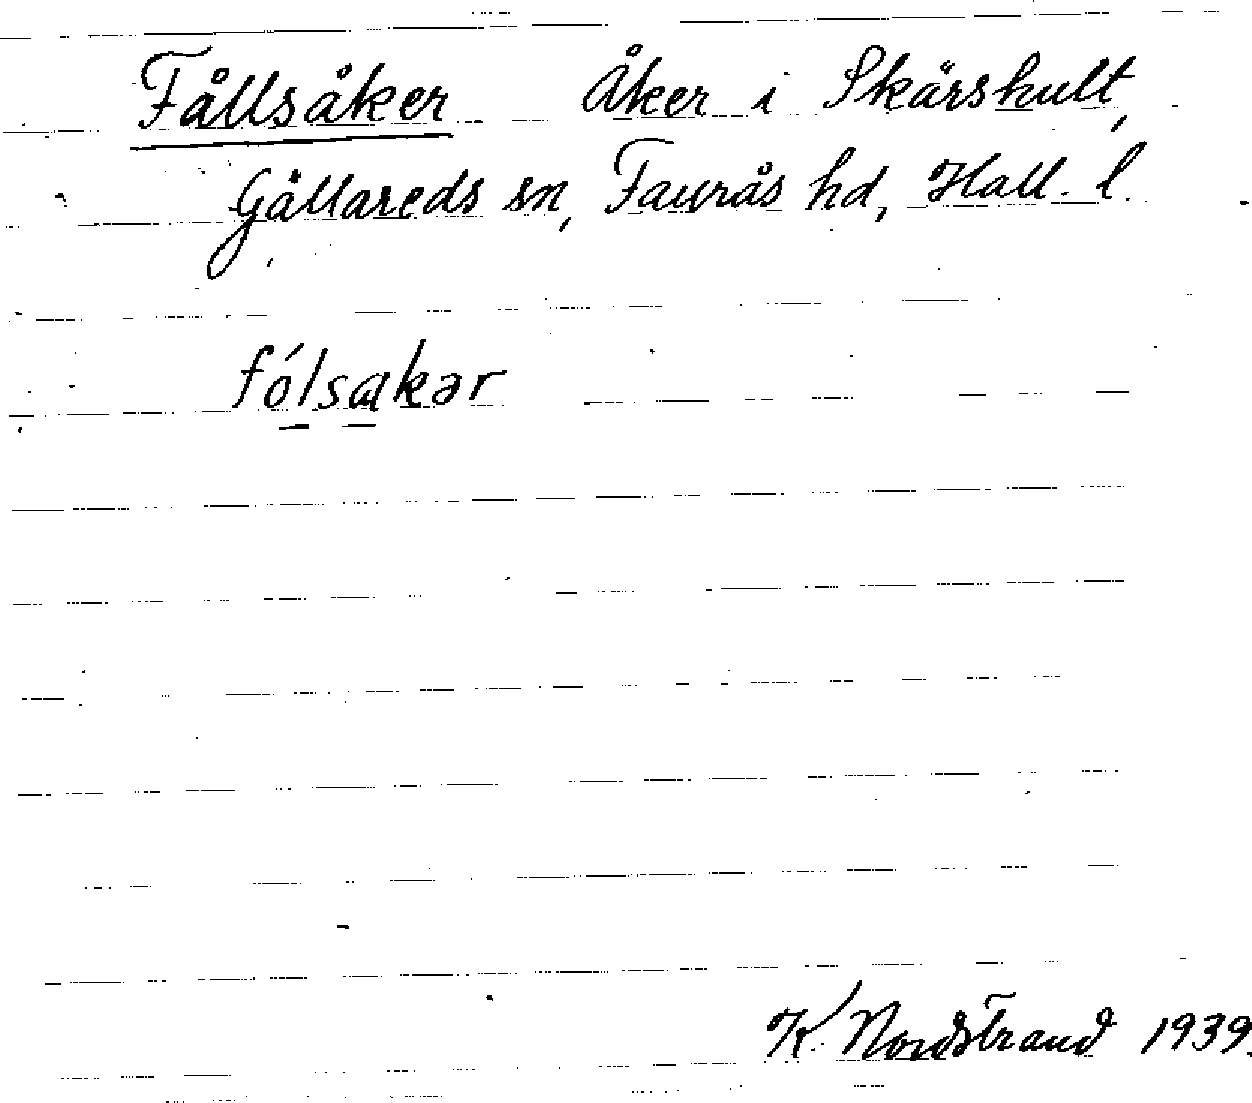 Fållsåker Åker i Skärshult,
Gällareds sn, Faurås hd, Hall. l.
fólsakər
K. Nordstrand 1939.